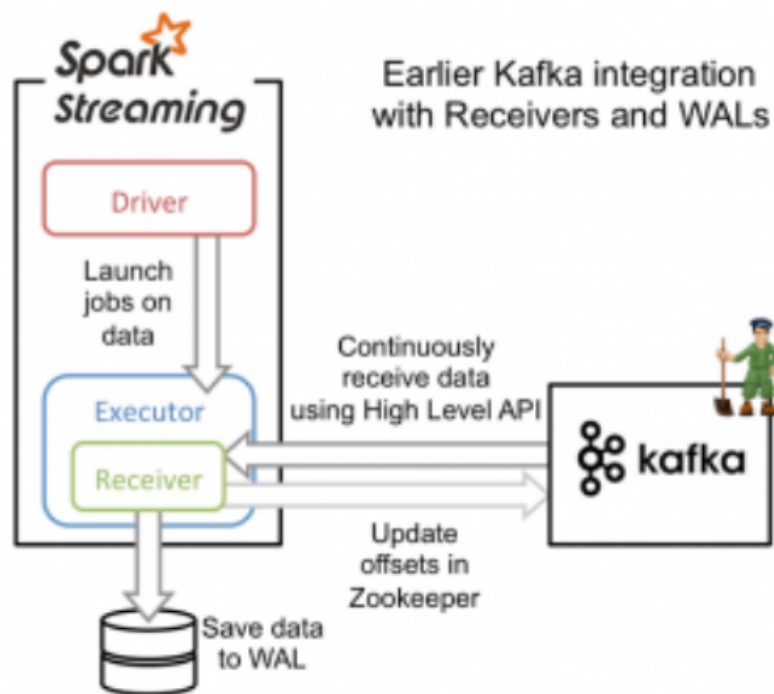 Spark
Streaming
Earlier Kafka integration
with Receivers and WALs
Driver
Launch
jobs on
data
Continuously
receive data
using High Level API
Executor
Receiver
kafka
Update
offsets in
Zookeeper
Save data
to WAL